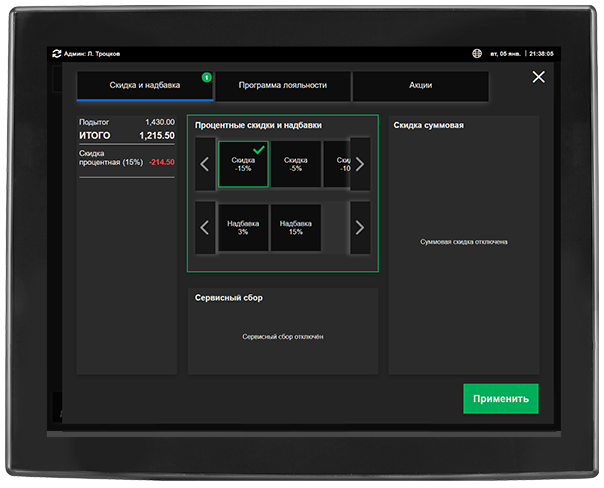 Админ: Л. Троцков
вт, 05 янв. | 21:38:05
Скидка и надбавка
1
Программа лояльности
Акции
Подытог 1,430.00
ИТОГО 1,215.50
Скидка
процентная (15%) -214.50
Процентные скидки и надбавки
Скидка
-15%
Скидка
-5%
Надбавка
3%
Надбавка
15%
Сервисный сбор
Сервисный сбор отключён
Скидка суммовая
Суммовая скидка отключена
Применить